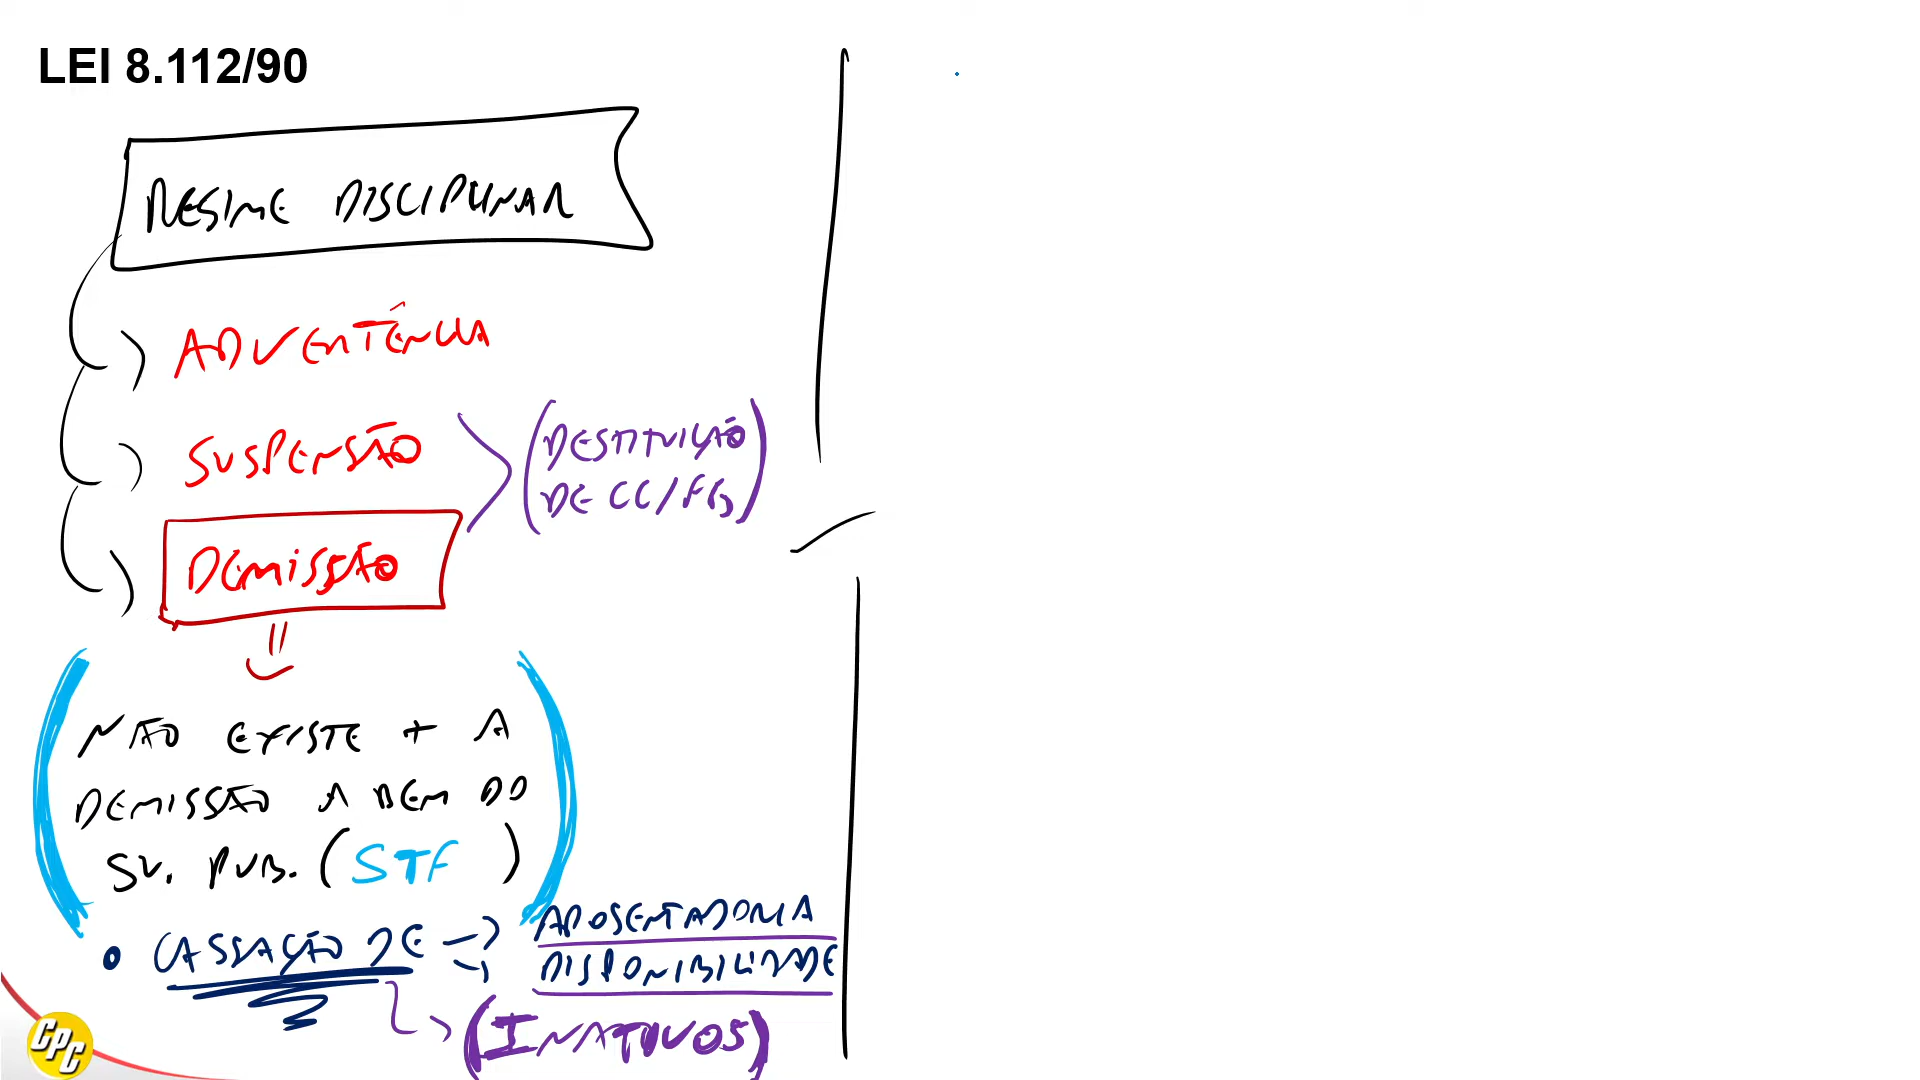 LEI 8.112/90
REGIME DISCIPLINAR
ADVERTÊNCIA
SUSPENSÃO
(DESTITUIÇÃO
DE CC/FG)
DEMISSÃO
NÃO EXISTE + A
DEMISSÃO A BEM DO
SV. PUB. (STF)
• CASSAÇÃO DE
APOSENTADORIA
DISPONIBILIDADE
(INATIVOS)
CPC